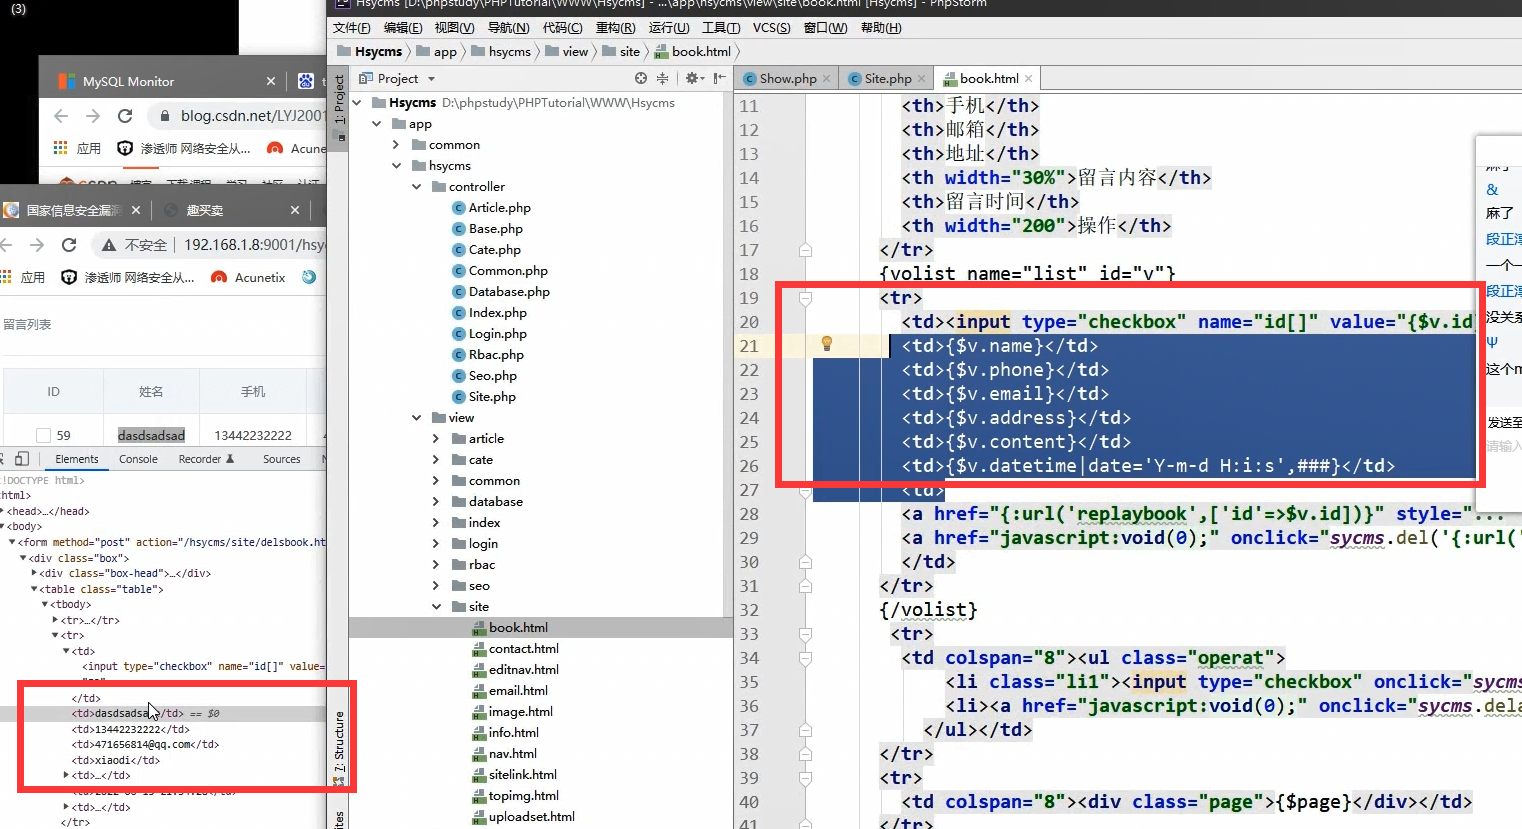 (3)
Hsycms [D:\phpstudy\PHPTutorial\WWW\Hsycms] - ...\app\hsycms\view\site\book.html [Hsycms] - PhpStorm
文件(F) 编辑(E) 视图(V) 导航(N) 代码(C) 重构(R) 运行(U) 工具(T) VCS(S) 窗口(W) 帮助(H)
Hsycms app hsycms view site book.html
MySQL Monitor
blog.csdn.net/LYJ2001
应用 渗透师 网络安全从... Acune
国家信息安全漏洞 趣买卖
不安全 192.168.1.8:9001/hsy
应用 渗透师 网络安全从... Acunetix
留言列表
ID 姓名 手机
59 dasdsadsad 13442232222
Elements Console Recorder Sources
!DOCTYPE html>
html>
<head>…</head>
<body>
<form method="post" action="/hsycms/site/delsbook.ht
<div class="box">
<div class="box-head">…</div>
<table class="table">
<tbody>
<tr>…</tr>
<tr>
<td>
<input type="checkbox" name="id[]" value=
</td>
<td>dasdsadsa /td> == $0
<td>13442232222</td>
<td>471656814@qq.com</td>
<td>xiaodi</td>
<td>…</td>
<td>…</td>
</tr>
1: Project
7: Structure
Project
Hsycms D:\phpstudy\PHPTutorial\WWW\Hsycms
app
common
hsycms
controller
Article.php
Base.php
Cate.php
Common.php
Database.php
Index.php
Login.php
Rbac.php
Seo.php
Site.php
view
article
cate
common
database
index
login
rbac
seo
site
book.html
contact.html
editnav.html
email.html
image.html
info.html
nav.html
sitelink.html
topimg.html
uploadset.html
Show.php Site.php book.html
11 <th>手机</th>
12 <th>邮箱</th>
13 <th>地址</th>
14 <th width="30%">留言内容</th>
15 <th>留言时间</th>
16 <th width="200">操作</th>
17 </tr>
18 {volist name="list" id="v"}
19 <tr>
20 <td><input type="checkbox" name="id[]" value="{$v.id
21 <td>{$v.name}</td>
22 <td>{$v.phone}</td>
23 <td>{$v.email}</td>
24 <td>{$v.address}</td>
25 <td>{$v.content}</td>
26 <td>{$v.datetime|date='Y-m-d H:i:s',###}</td>
27 <td>
28 <a href="{:url('replaybook',['id'=>$v.id])}" style="...
29 <a href="javascript:void(0);" onclick="sycms.del('{:url('
30 </td>
31 </tr>
32 {/volist}
33 <tr>
34 <td colspan="8"><ul class="operat">
35 <li class="li1"><input type="checkbox" onclick="sycms
36 <li><a href="javascript:void(0);" onclick="sycms.dela
37 </ul></td>
38 </tr>
39 <tr>
40 <td colspan="8"><div class="page">{$page}</div></td>
41 </tr>
&
麻了
段正淳
一个一
段正淳
没关系
Ψ
这个m
发送至
请输入